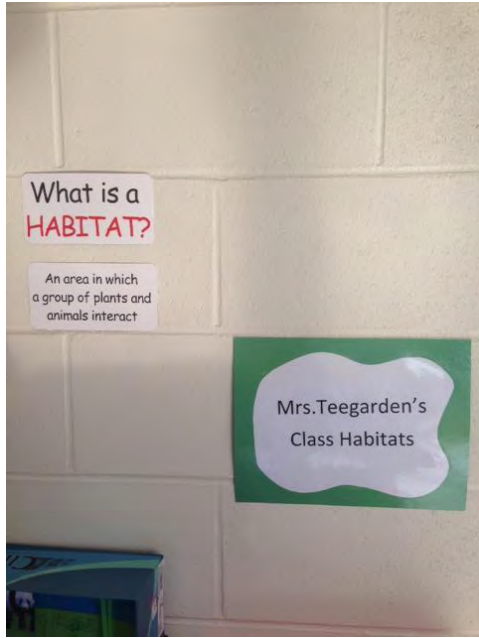 What is a
HABITAT?
An area in which
a group of plants and
animals interact
Mrs.Teegarden's
Class Habitats